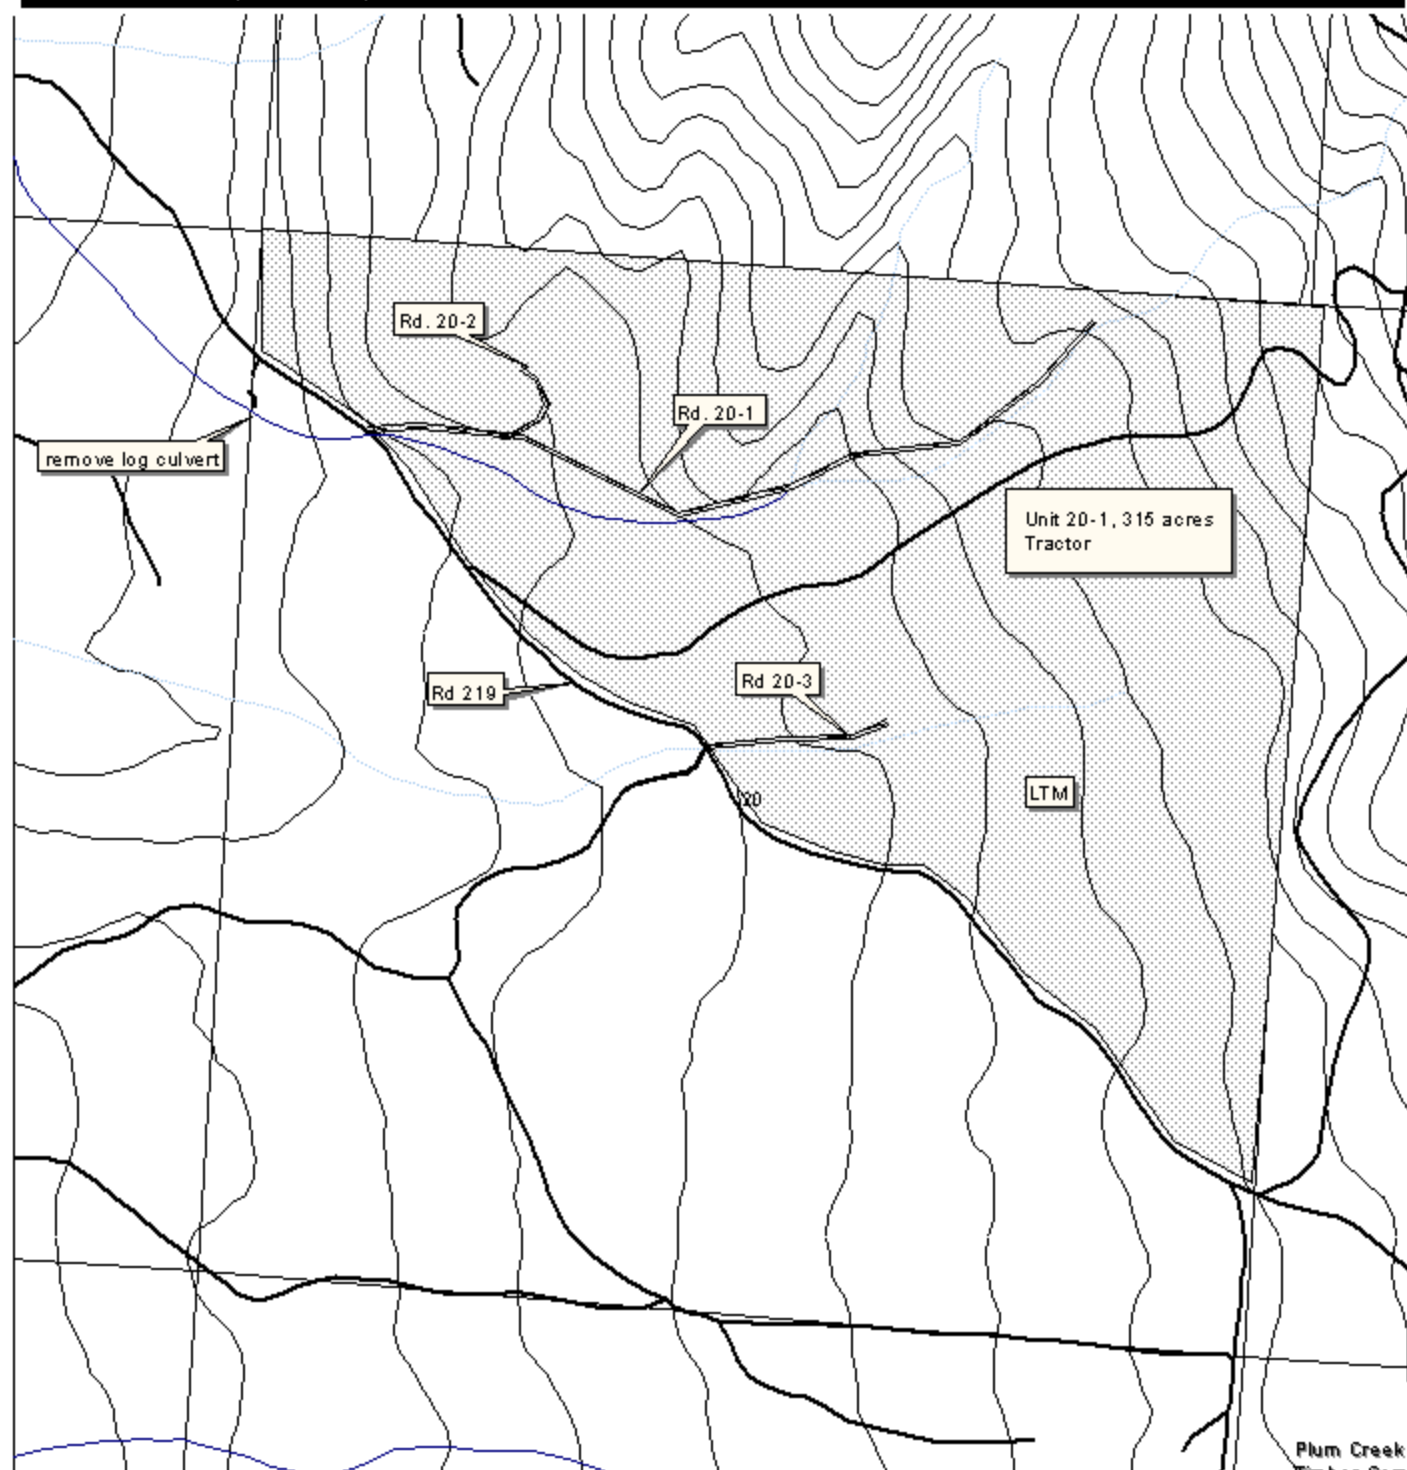 Rd. 20-2
Rd. 20-1
remove log culvert
Unit 20-1, 315 acres
Tractor
Rd 219
Rd 20-3
LTM
20
Plum Creek